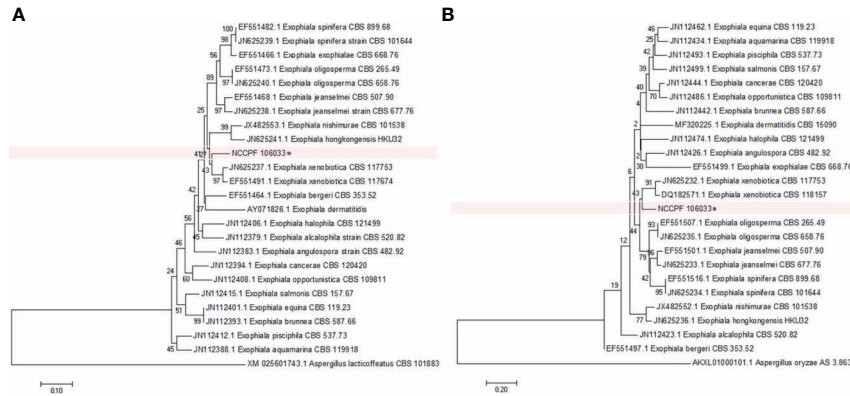 A
100 EF551482.1 Exophiala spinifera CBS 899.68
98 JN625239.1 Exophiala spinifera strain CBS 101644
56 EF551466.1 Exophiala exophialae CBS 668.76
EF551473.1 Exophiala oligosperma CBS 265.49
89 97 JN625240.1 Exophiala oligosperma CBS 658.76
EF551468.1 Exophiala jeanselmei CBS 507.90
25 97 JN625238.1 Exophiala jeanselmei strain CBS 677.76
99 JX482553.1 Exophiala nishimurae CBS 101538
JN625241.1 Exophiala hongkongensis HKU32
NCCPF 106033*
43 JN625237.1 Exophiala xenobiotica CBS 117753
97 EF551491.1 Exophiala xenobiotica CBS 117674
42 EF551464.1 Exophiala bergeri CBS 353.52
27 AY071826.1 Exophiala dermatitidis
56 JN112406.1 Exophiala halophila CBS 121499
45 JN112379.1 Exophiala alcalophila strain CBS 520.82
46 JN112383.1 Exophiala angulospora strain CBS 482.92
JN112394.1 Exophiala cancerae CBS 120420
24 60 JN112408.1 Exophiala opportunistica CBS 109811
JN112415.1 Exophiala salmonis CBS 157.67
51 JN112401.1 Exophiala equina CBS 119.23
99 JN112393.1 Exophiala brunnea CBS 587.66
JN112412.1 Exophiala pisciphila CBS 537.73
45 JN112388.1 Exophiala aquamarina CBS 119918
XM 025601743.1 Aspergillus lacticoffeatus CBS 101883
0.10
B
46 JN112462.1 Exophiala equina CBS 119.23
25 JN112434.1 Exophiala aquamarina CBS 119918
42 JN112493.1 Exophiala pisciphila CBS 537.73
39 JN112499.1 Exophiala salmonis CBS 157.67
JN112444.1 Exophiala cancerae CBS 120420
40 70 JN112486.1 Exophiala opportunistica CBS 109811
4 JN112442.1 Exophiala brunnea CBS 587.66
2 MF320225.1 Exophiala dermatitidis CBS 15090
JN112474.1 Exophiala halophila CBS 121499
2 JN112426.1 Exophiala angulospora CBS 482.92
30 EF551499.1 Exophiala exophialae CBS 668.76
6 91 JN625232.1 Exophiala xenobiotica CBS 117753
43 DQ182571.1 Exophiala xenobiotica CBS 118157
NCCPF 106033*
44 93 EF551507.1 Exophiala oligosperma CBS 265.49
JN625235.1 Exophiala oligosperma CBS 658.76
12 EF551501.1 Exophiala jeanselmei CBS 507.90
79 JN625233.1 Exophiala jeanselmei CBS 677.76
42 EF551516.1 Exophiala spinifera CBS 899.68
19 95 JN625234.1 Exophiala spinifera CBS 101644
JX482552.1 Exophiala nishimurae CBS 101538
77 JN625236.1 Exophiala hongkongensis HKU32
JN112423.1 Exophiala alcalophila CBS 520.82
EF551497.1 Exophiala bergeri CBS 353.52
AKXL01000101.1 Aspergillus oryzae AS 3.863
0.20